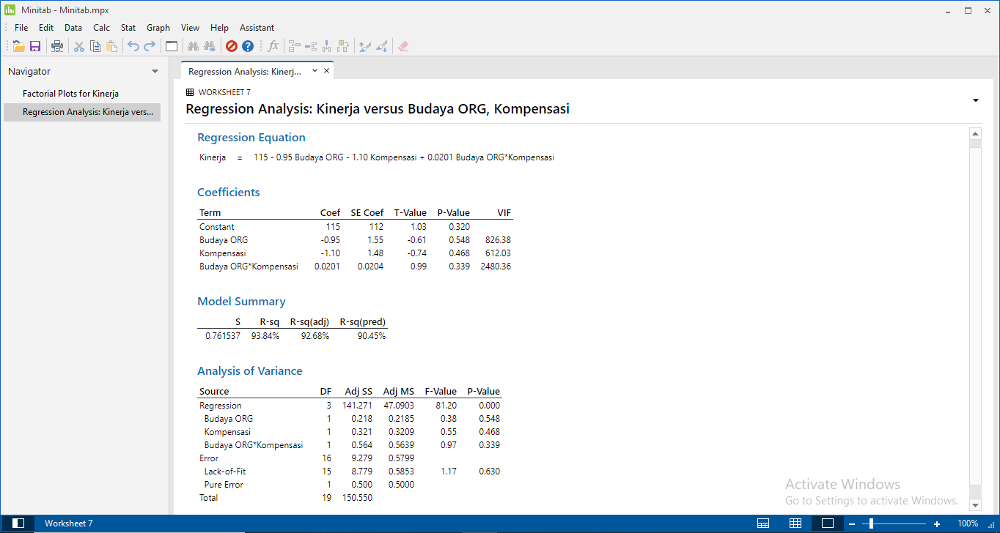 Minitab - Minitab.mpx
File Edit Data Calc Stat Graph View Help Assistant
fx
Navigator
Factorial Plots for Kinerja
Regression Analysis: Kinerja vers...
Regression Analysis: Kinerj...
WORKSHEET 7
Regression Analysis: Kinerja versus Budaya ORG, Kompensasi
Regression Equation
Kinerja = 115 - 0.95 Budaya ORG - 1.10 Kompensasi + 0.0201 Budaya ORG*Kompensasi
Coefficients
Term Coef SE Coef T-Value P-Value VIF
Constant 115 112 1.03 0.320
Budaya ORG -0.95 1.55 -0.61 0.548 826.38
Kompensasi -1.10 1.48 -0.74 0.468 612.03
Budaya ORG*Kompensasi 0.0201 0.0204 0.99 0.339 2480.36
Model Summary
S R-sq R-sq(adj) R-sq(pred)
0.761537 93.84% 92.68% 90.45%
Analysis of Variance
Source DF Adj SS Adj MS F-Value P-Value
Regression 3 141.271 47.0903 81.20 0.000
Budaya ORG 1 0.218 0.2185 0.38 0.548
Kompensasi 1 0.321 0.3209 0.55 0.468
Budaya ORG*Kompensasi 1 0.564 0.5639 0.97 0.339
Error 16 9.279 0.5799
Lack-of-Fit 15 8.779 0.5853 1.17 0.630
Pure Error 1 0.500 0.5000
Total 19 150.550
Activate Windows
Go to Settings to activate Windows.
Worksheet 7
100%